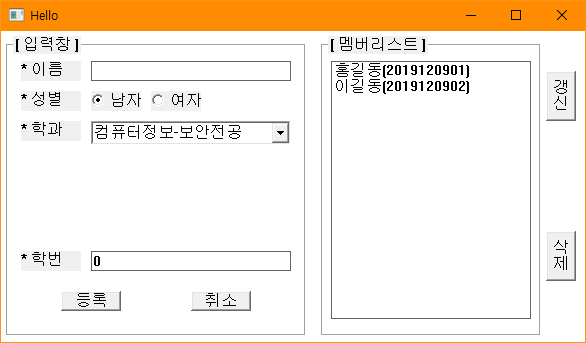 Hello
[ 입력창 ]
* 이름
* 성별 남자 여자
* 학과 컴퓨터정보-보안전공
* 학번 0
등록 취소
[ 멤버리스트 ]
홍길동(2019120901)
이길동(2019120902)
갱
신
삭
제